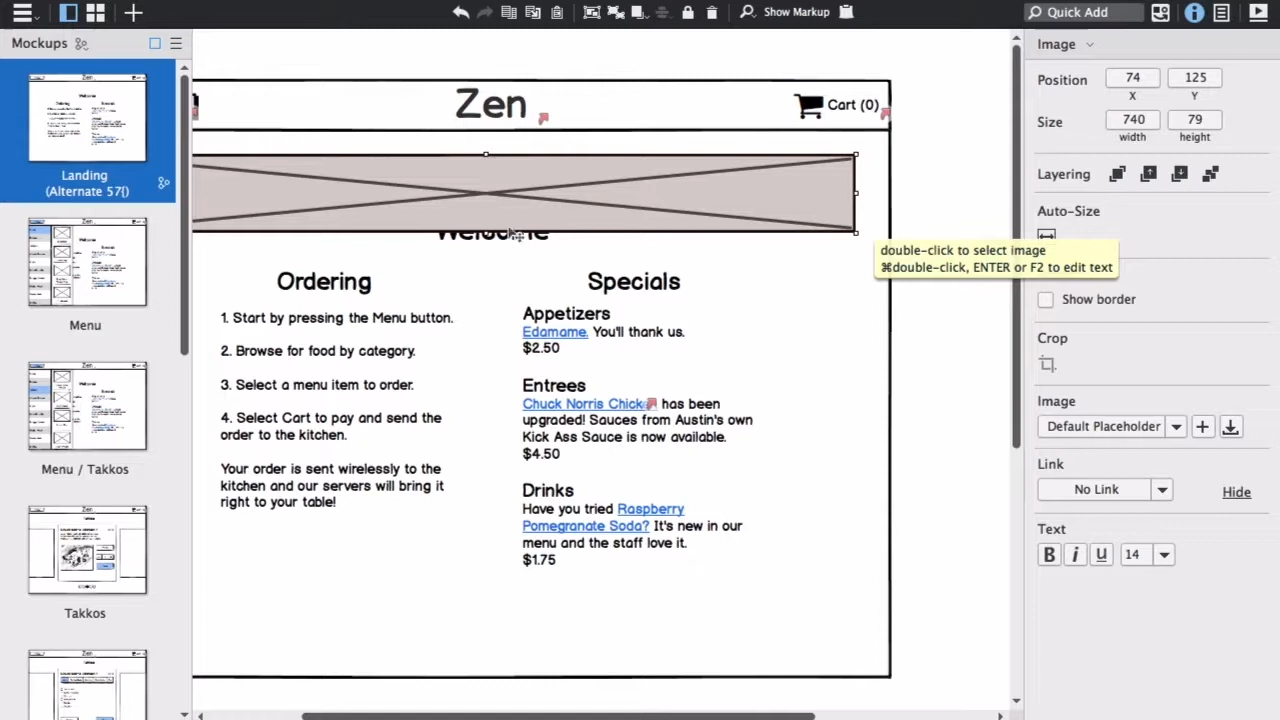 Show Markup
Quick Add
Mockups
Landing
(Alternate 57{)
Menu
Menu / Takkos
Takkos
Zen
Cart (0)
Welcome
double-click to select image
⌘double-click, ENTER or F2 to edit text
Ordering
1. Start by pressing the Menu button.
2. Browse for food by category.
3. Select a menu item to order.
4. Select Cart to pay and send the
order to the kitchen.
Your order is sent wirelessly to the
kitchen and our servers will bring it
right to your table!
Specials
Appetizers
Edamame. You'll thank us.
$2.50
Entrees
Chuck Norris Chick has been
upgraded! Sauces from Austin's own
Kick Ass Sauce is now available.
$4.50
Drinks
Have you tried Raspberry
Pomegranate Soda? It's new in our
menu and the staff love it.
$1.75
Image
Position 74 125
X Y
Size 740 79
width height
Layering
Auto-Size
Show border
Crop
Image
Default Placeholder
Link
No Link Hide
Text
B i U 14